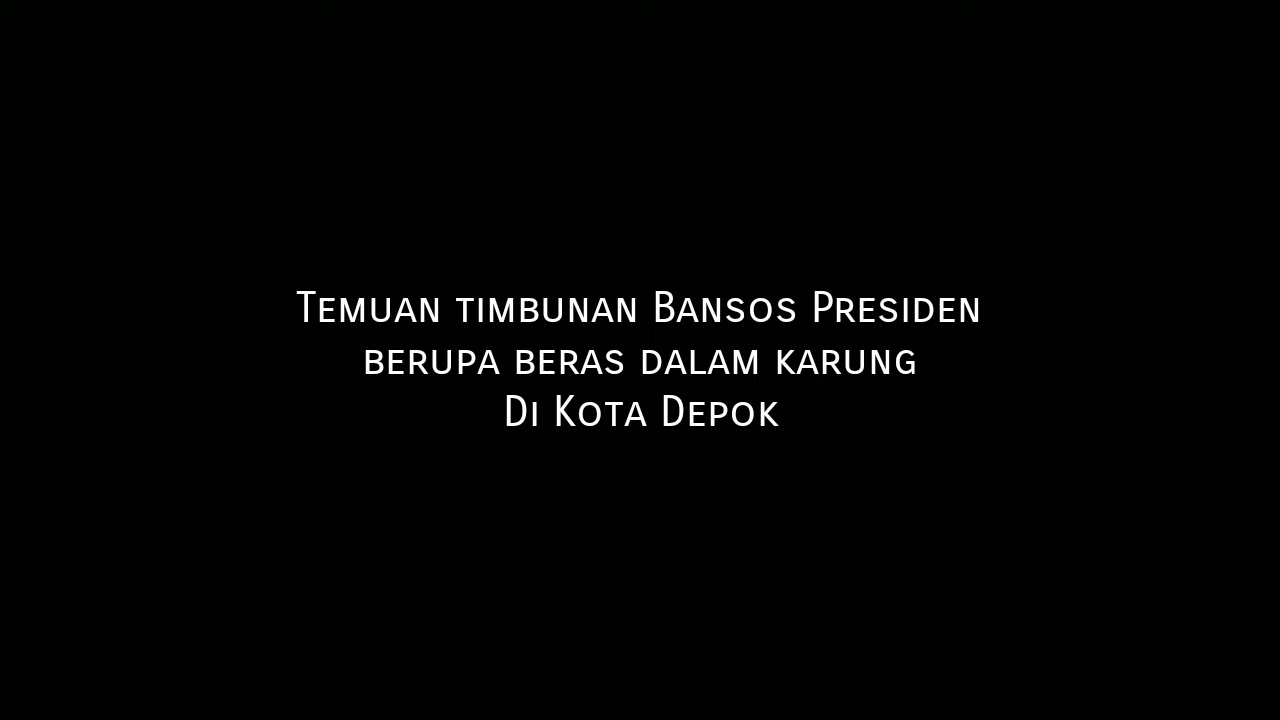 Temuan timbunan Bansos Presiden
berupa beras dalam karung
Di Kota Depok